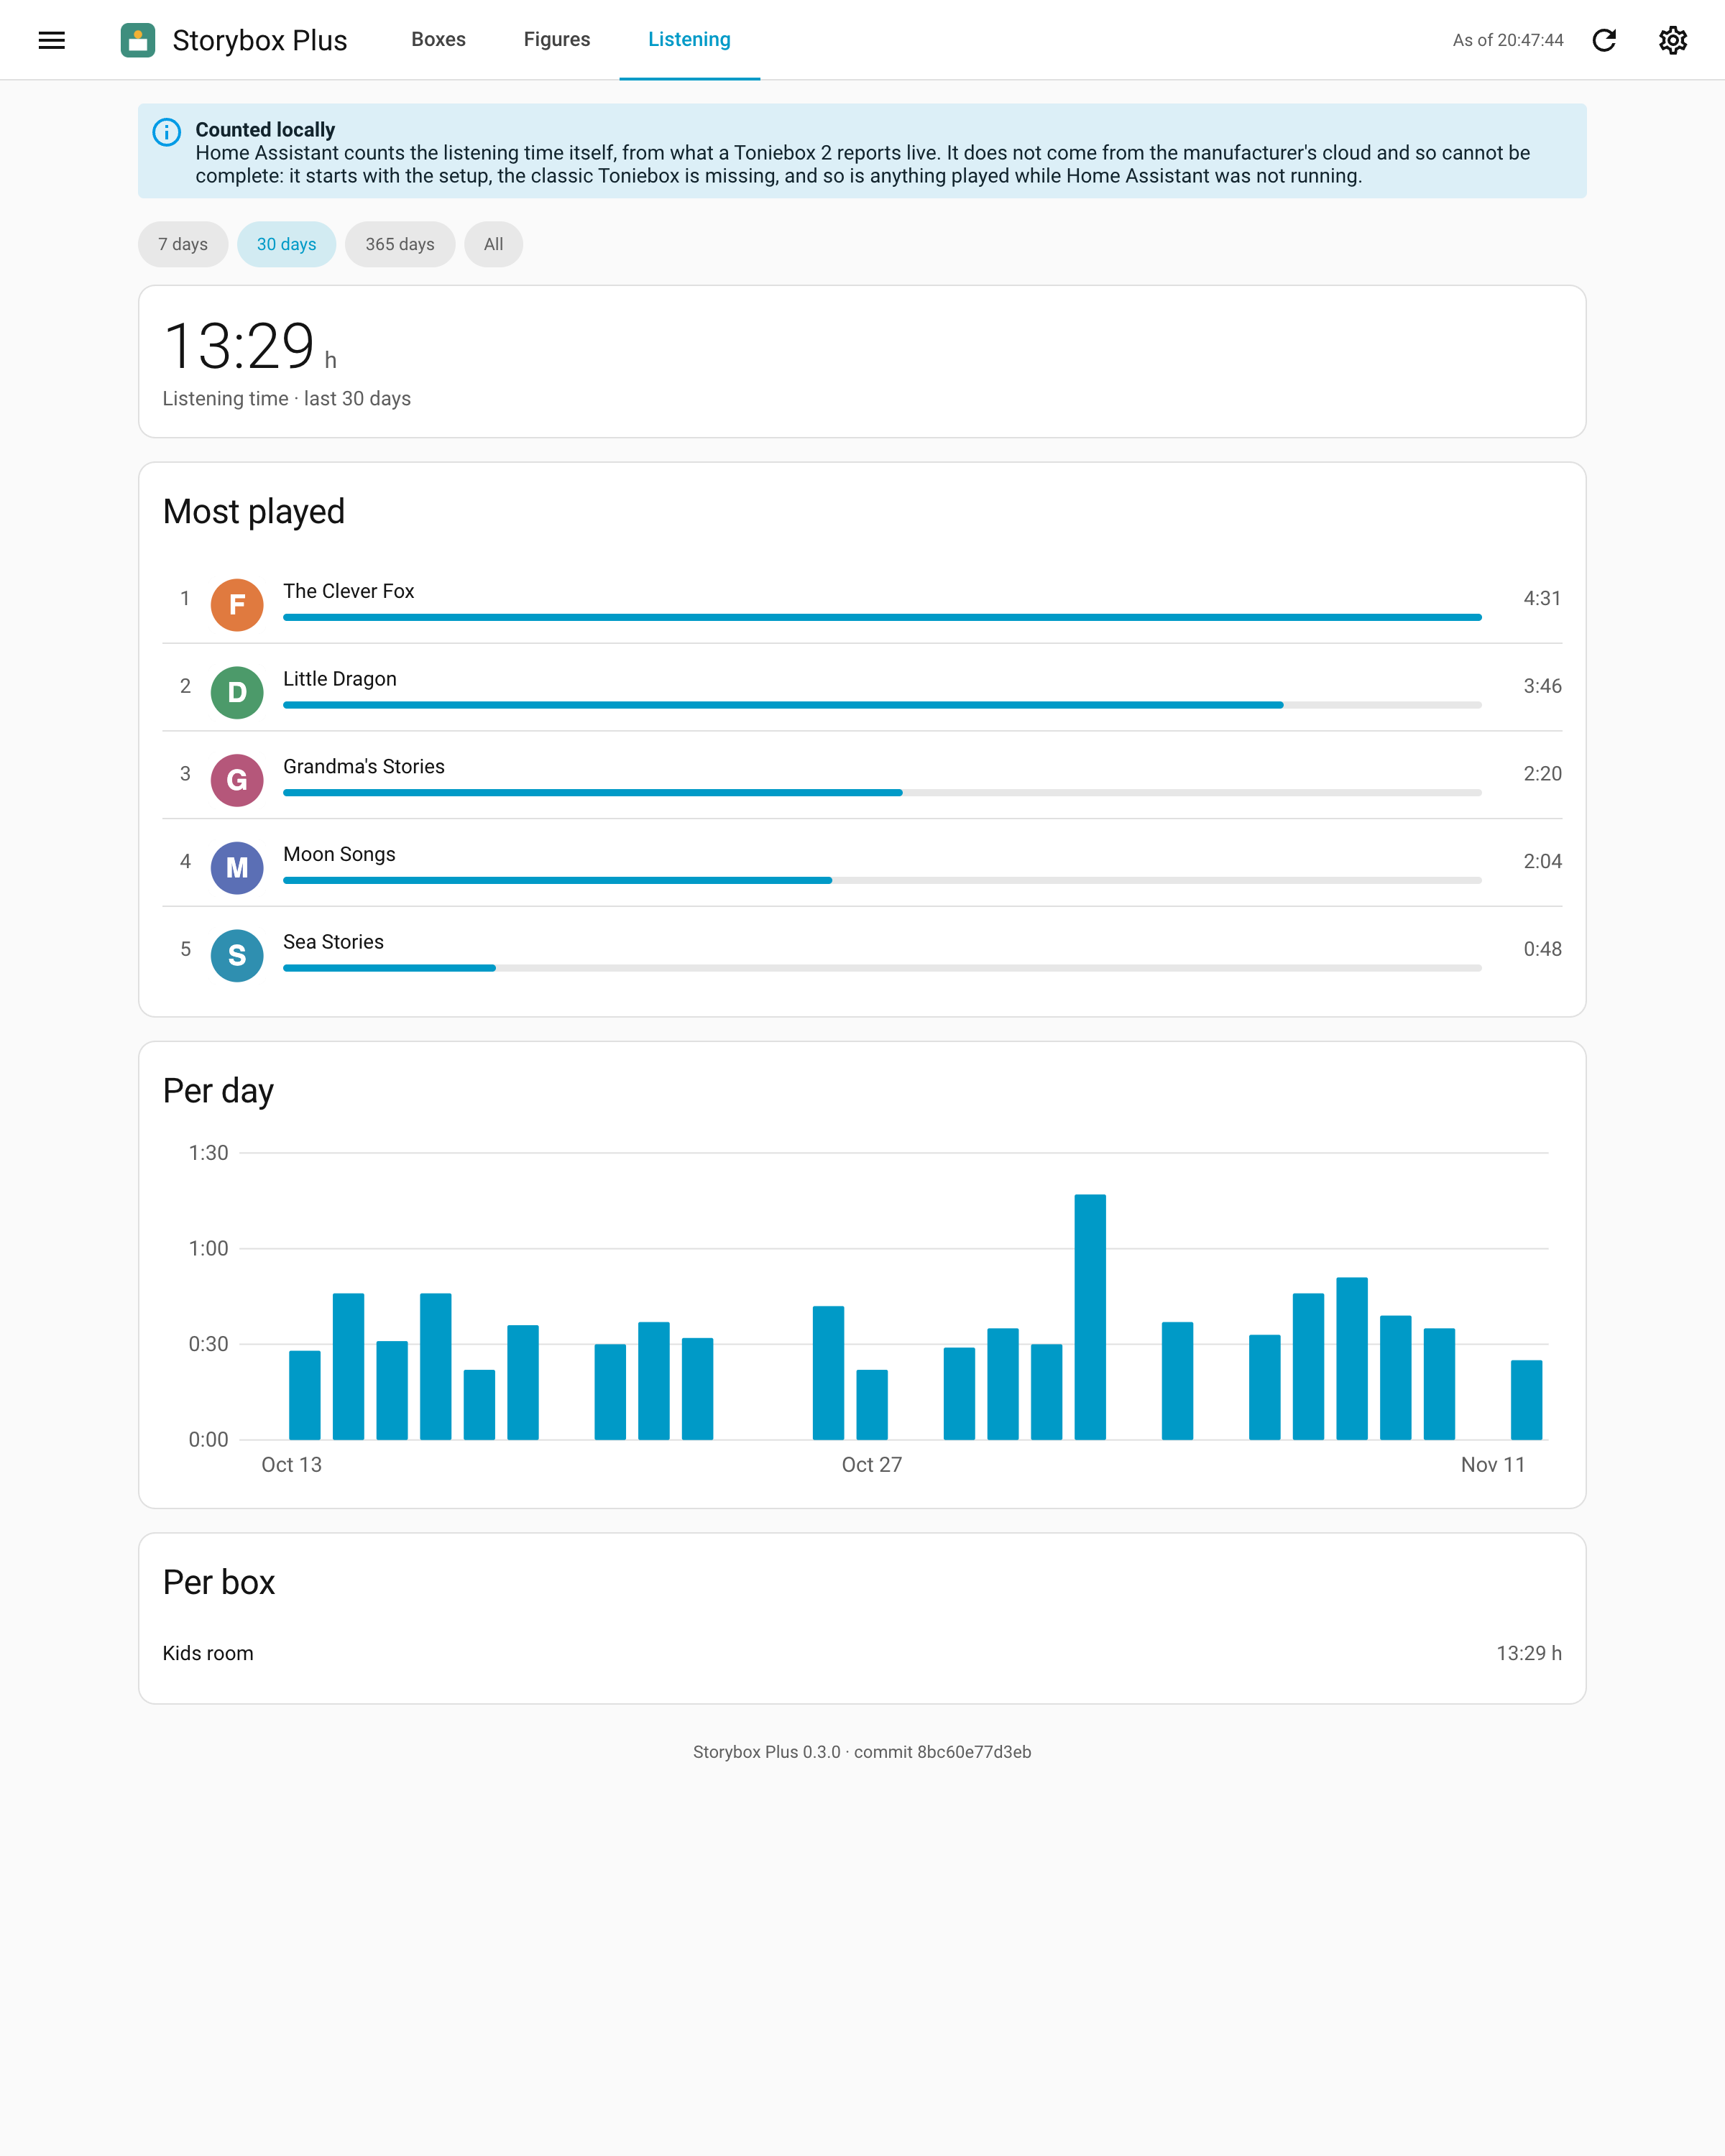 Storybox Plus
Boxes
Figures
Listening
As of 20:47:44
Counted locally
Home Assistant counts the listening time itself, from what a Toniebox 2 reports live. It does not come from the manufacturer's cloud and so cannot be
complete: it starts with the setup, the classic Toniebox is missing, and so is anything played while Home Assistant was not running.
7 days
30 days
365 days
All
13:29 h
Listening time · last 30 days
Most played
1
F
The Clever Fox
4:31
2
D
Little Dragon
3:46
3
G
Grandma's Stories
2:20
4
M
Moon Songs
2:04
5
S
Sea Stories
0:48
Per day
1:30
1:00
0:30
0:00
Oct 13
Oct 27
Nov 11
Per box
Kids room
13:29 h
Storybox Plus 0.3.0 · commit 8bc60e77d3eb